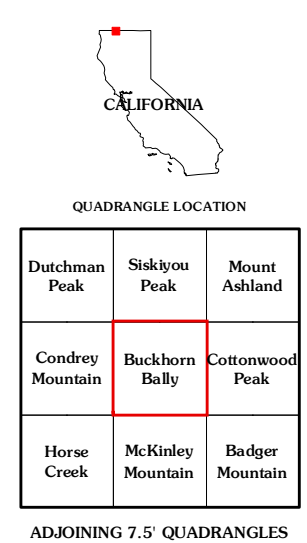 CALIFORNIA
QUADRANGLE LOCATION
Dutchman
Peak
Siskiyou
Peak
Mount
Ashland
Condrey
Mountain
Buckhorn
Bally
Cottonwood
Peak
Horse
Creek
McKinley
Mountain
Badger
Mountain
ADJOINING 7.5' QUADRANGLES